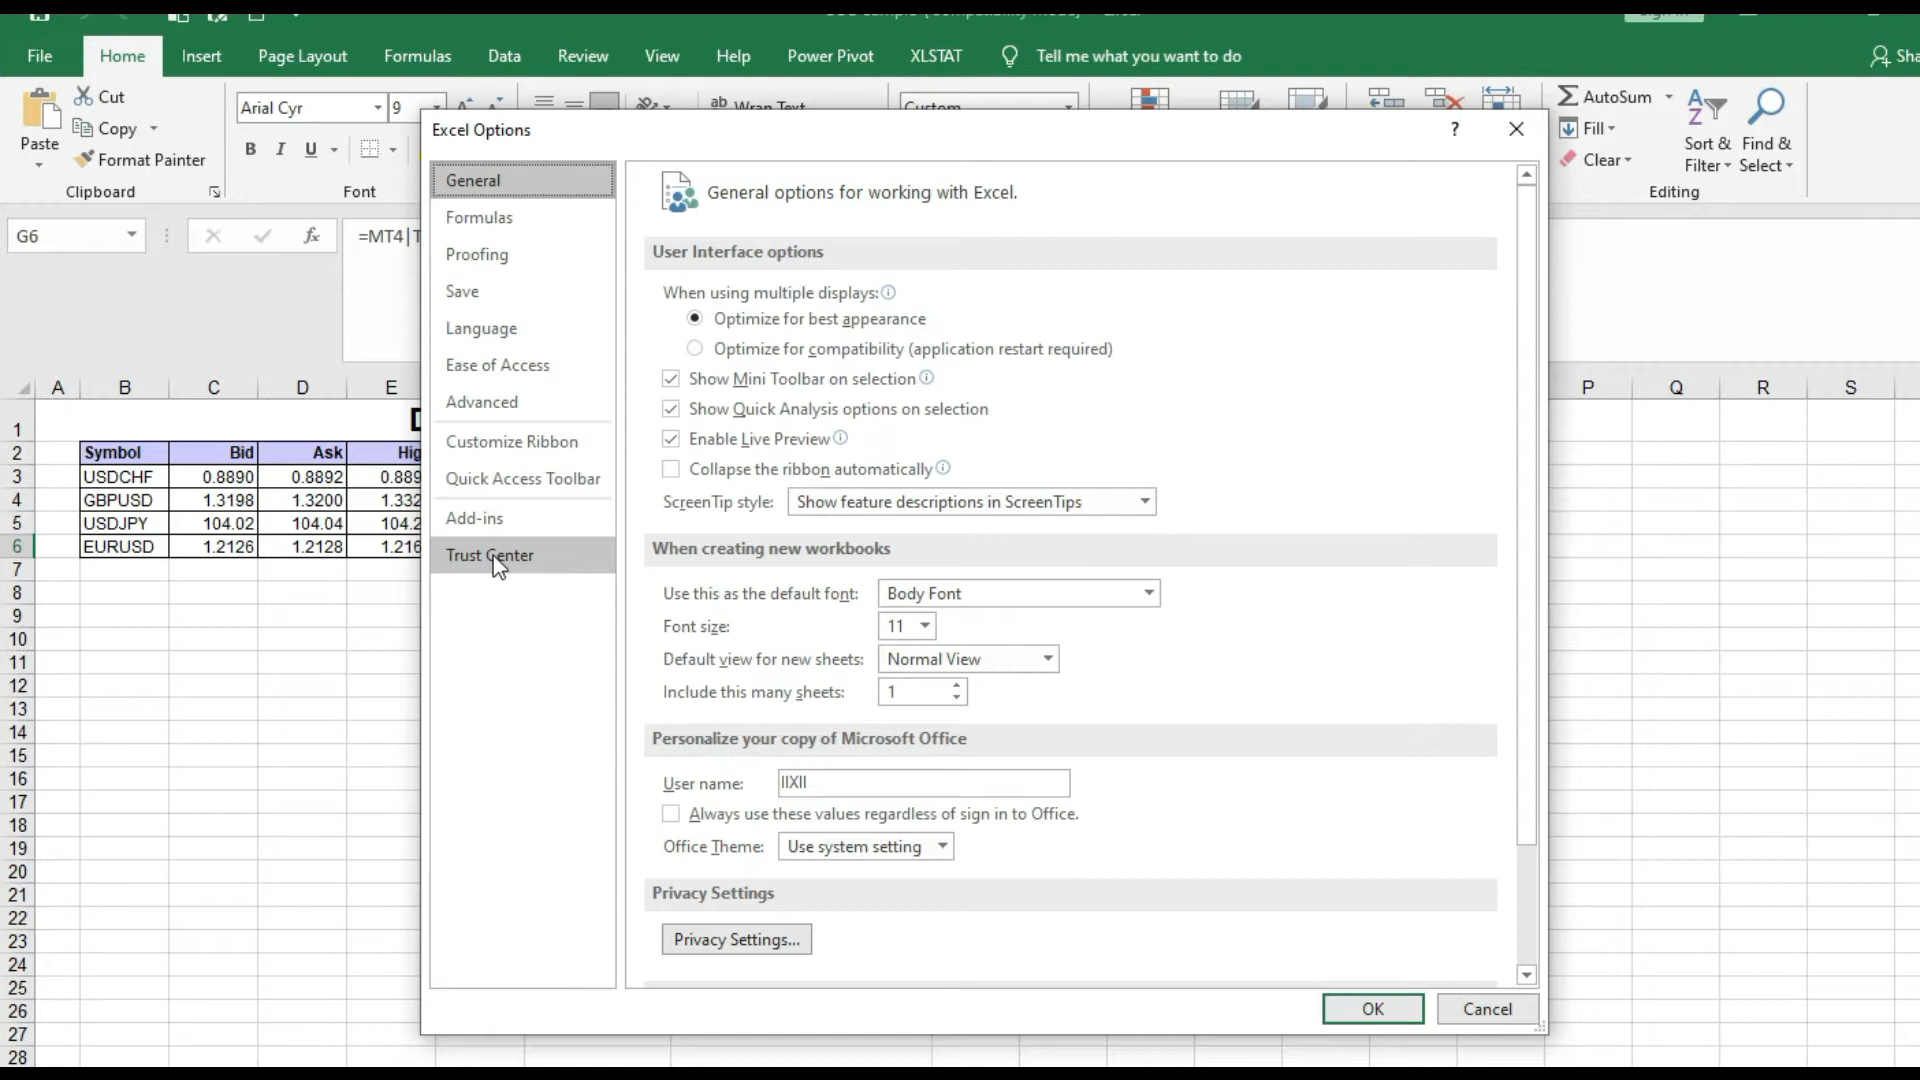 File Home Insert Page Layout Formulas Data Review View Help Power Pivot XLSTAT Tell me what you want to do
Paste
Cut
Copy
Format Painter
Clipboard
Arial Cyr 9
B I U
Font
ab Wrap Text
Custom
AutoSum
Fill
Clear
Sort & Filter
Find & Select
Editing
G6 fx =MT4|T
A B C D E P Q R S
1
2 Symbol Bid Ask Hig
3 USDCHF 0.8890 0.8892 0.889
4 GBPUSD 1.3198 1.3200 1.332
5 USDJPY 104.02 104.04 104.2
6 EURUSD 1.2126 1.2128 1.216
7
8
9
10
11
12
13
14
15
16
17
18
19
20
21
22
23
24
25
26
27
28
Excel Options ?
General
Formulas
Proofing
Save
Language
Ease of Access
Advanced
Customize Ribbon
Quick Access Toolbar
Add-ins
Trust Center
General options for working with Excel.
User Interface options
When using multiple displays:
Optimize for best appearance
Optimize for compatibility (application restart required)
Show Mini Toolbar on selection
Show Quick Analysis options on selection
Enable Live Preview
Collapse the ribbon automatically
ScreenTip style: Show feature descriptions in ScreenTips
When creating new workbooks
Use this as the default font: Body Font
Font size: 11
Default view for new sheets: Normal View
Include this many sheets: 1
Personalize your copy of Microsoft Office
User name: IIXII
Always use these values regardless of sign in to Office.
Office Theme: Use system setting
Privacy Settings
Privacy Settings...
OK Cancel